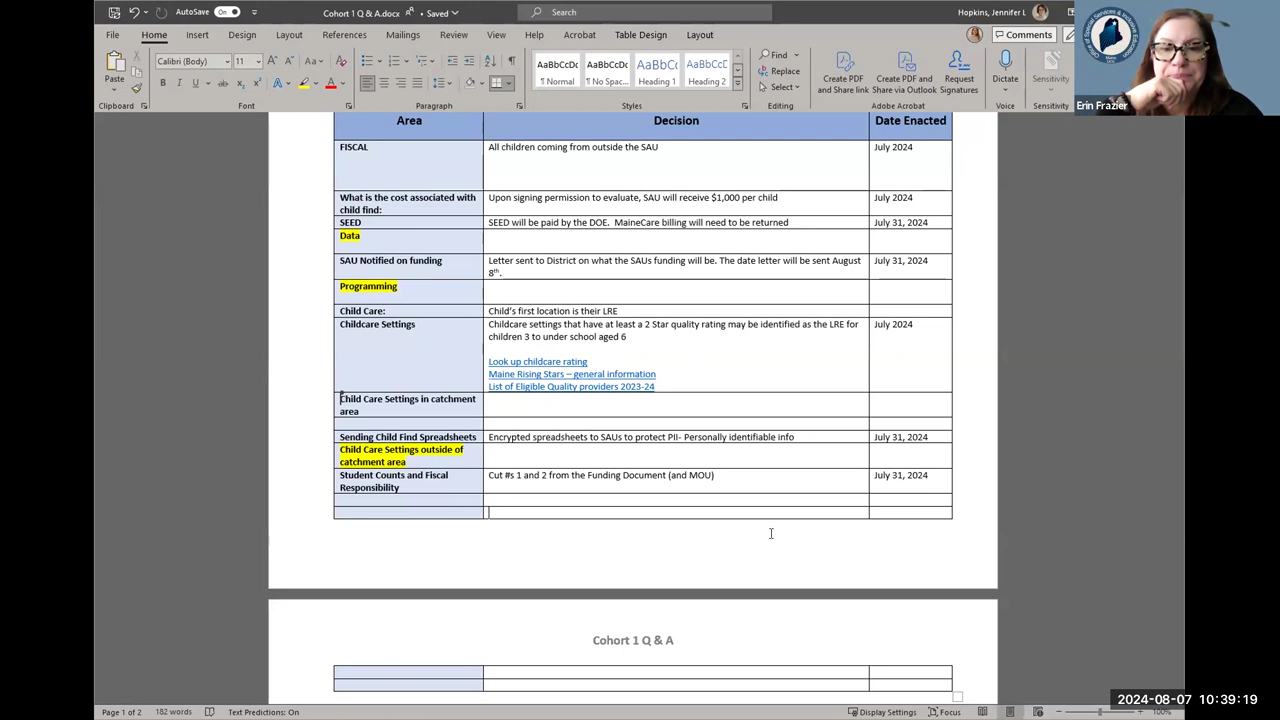 AutoSave On
Cohort 1 Q & A.docx • Saved
Search
Hopkins, Jennifer L
File Home Insert Design Layout References Mailings Review View Help Acrobat Table Design Layout
Comments
Paste
Calibri (Body) 11
AaBbCcDc AaBbCcDc AaBbCc AaBbCcD
¶ Normal ¶ No Spac... Heading 1 Heading 2
Find
Replace
Select
Create PDF and Share link
Create PDF and Share via Outlook
Request Signatures
Dictate
Sensitivity
Clipboard Font Paragraph Styles Editing Adobe Acrobat Voice Sensitivity
Erin Frazier
Area Decision Date Enacted
FISCAL All children coming from outside the SAU July 2024
What is the cost associated with Upon signing permission to evaluate, SAU will receive $1,000 per child July 2024
child find:
SEED SEED will be paid by the DOE. MaineCare billing will need to be returned July 31, 2024
Data
SAU Notified on funding Letter sent to District on what the SAUs funding will be. The date letter will be sent August July 31, 2024
8th.
Programming
Child Care: Child's first location is their LRE
Childcare Settings Childcare settings that have at least a 2 Star quality rating may be identified as the LRE for July 2024
children 3 to under school aged 6
Look up childcare rating
Maine Rising Stars – general information
List of Eligible Quality providers 2023-24
Child Care Settings in catchment
area
Sending Child Find Spreadsheets Encrypted spreadsheets to SAUs to protect PII- Personally identifiable info July 31, 2024
Child Care Settings outside of
catchment area
Student Counts and Fiscal Cut #s 1 and 2 from the Funding Document (and MOU) July 31, 2024
Responsibility
Cohort 1 Q & A
2024-08-07 10:39:19
Page 1 of 2 182 words Text Predictions: On Display Settings Focus 100%